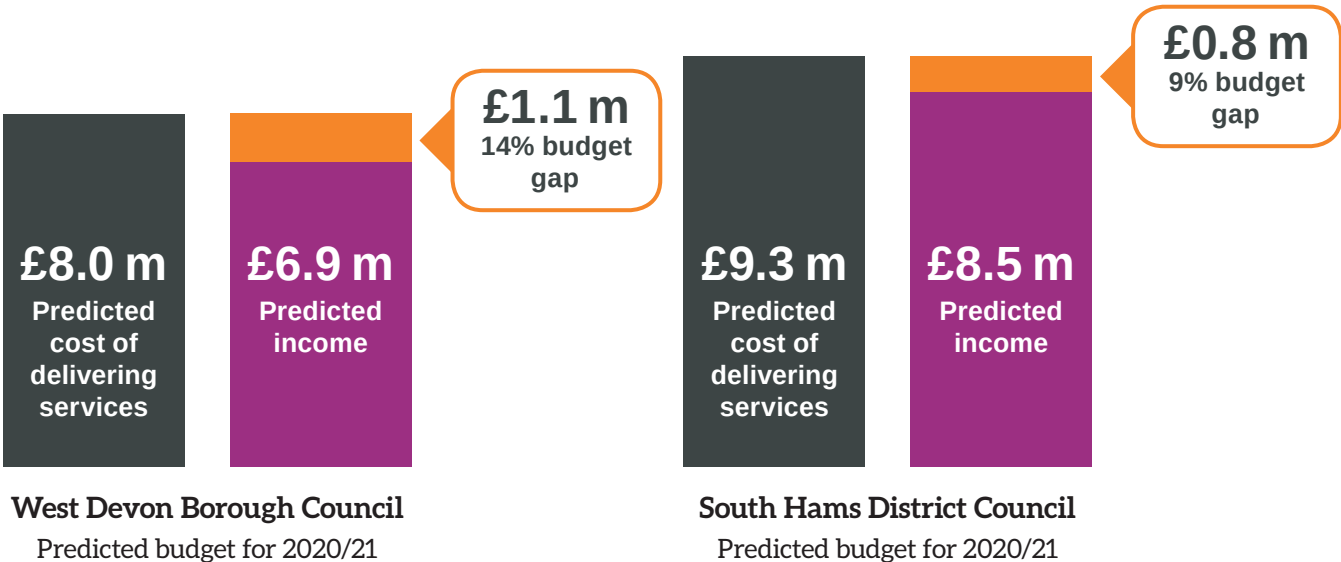 £1.1 m
14% budget
gap
£8.0 m
Predicted
cost of
delivering
services
£6.9 m
Predicted
income
West Devon Borough Council
Predicted budget for 2020/21
£0.8 m
9% budget
gap
£9.3 m
Predicted
cost of
delivering
services
£8.5 m
Predicted
income
South Hams District Council
Predicted budget for 2020/21